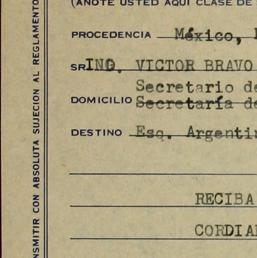 (ANOTE USTED AQUI CLASE DE
PROCEDENCIA México,
SR ING. VICTOR BRAVO
Secretario de
DOMICILIO Secretaría de
DESTINO Esq. Argentin
RECIBA
CORDIA
NSMITIR CON ABSOLUTA SUJECION AL REGLAMENTO